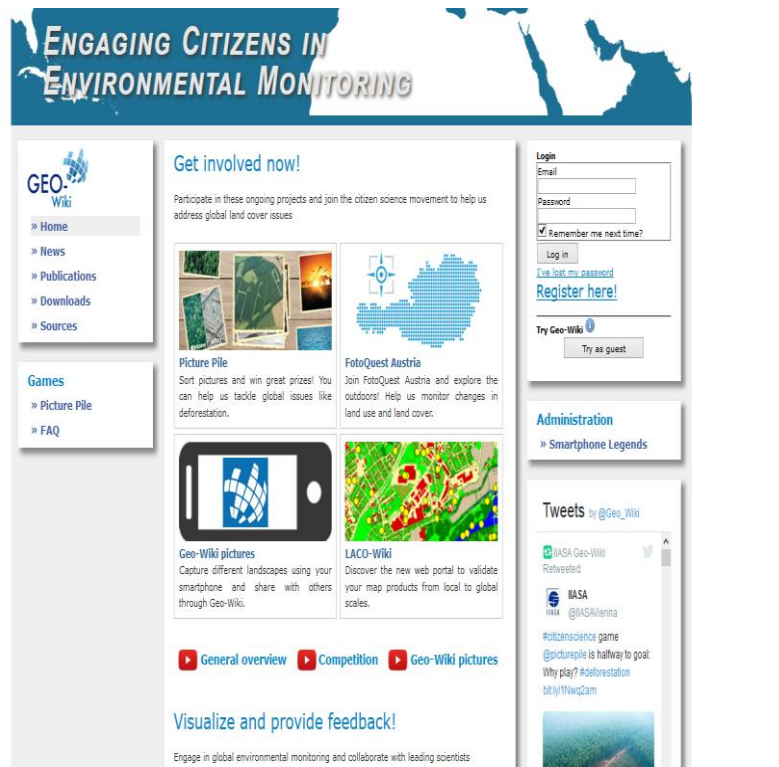 ENGAGING CITIZENS IN
ENVIRONMENTAL MONITORING
GEO-
Wiki
» Home
» News
» Publications
» Downloads
» Sources
Games
» Picture Pile
» FAQ
Get involved now!
Participate in these ongoing projects and join the citizen science movement to help us
address global land cover issues
Picture Pile
Sort pictures and win great prizes! You
can help us tackle global issues like
deforestation.
FotoQuest Austria
Join FotoQuest Austria and explore the
outdoors! Help us monitor changes in
land use and land cover.
Geo-Wiki pictures
Capture different landscapes using your
smartphone and share with others
through Geo-Wiki.
LACO-Wiki
Discover the new web portal to validate
your map products from local to global
scales.
General overview
Competition
Geo-Wiki pictures
Visualize and provide feedback!
Engage in global environmental monitoring and collaborate with leading scientists
Login
Email
Password
Remember me next time?
Log in
I've lost my password
Register here!
Try Geo-Wiki
Try as guest
Administration
» Smartphone Legends
Tweets by @Geo_Wiki
IIASA Geo-Wiki
Retweeted
IIASA
IIASA
@IIASAVienna
#citizenscience game
@picturepile is halfway to goal:
Why play? #deforestation
bit.ly/1Nwq2am